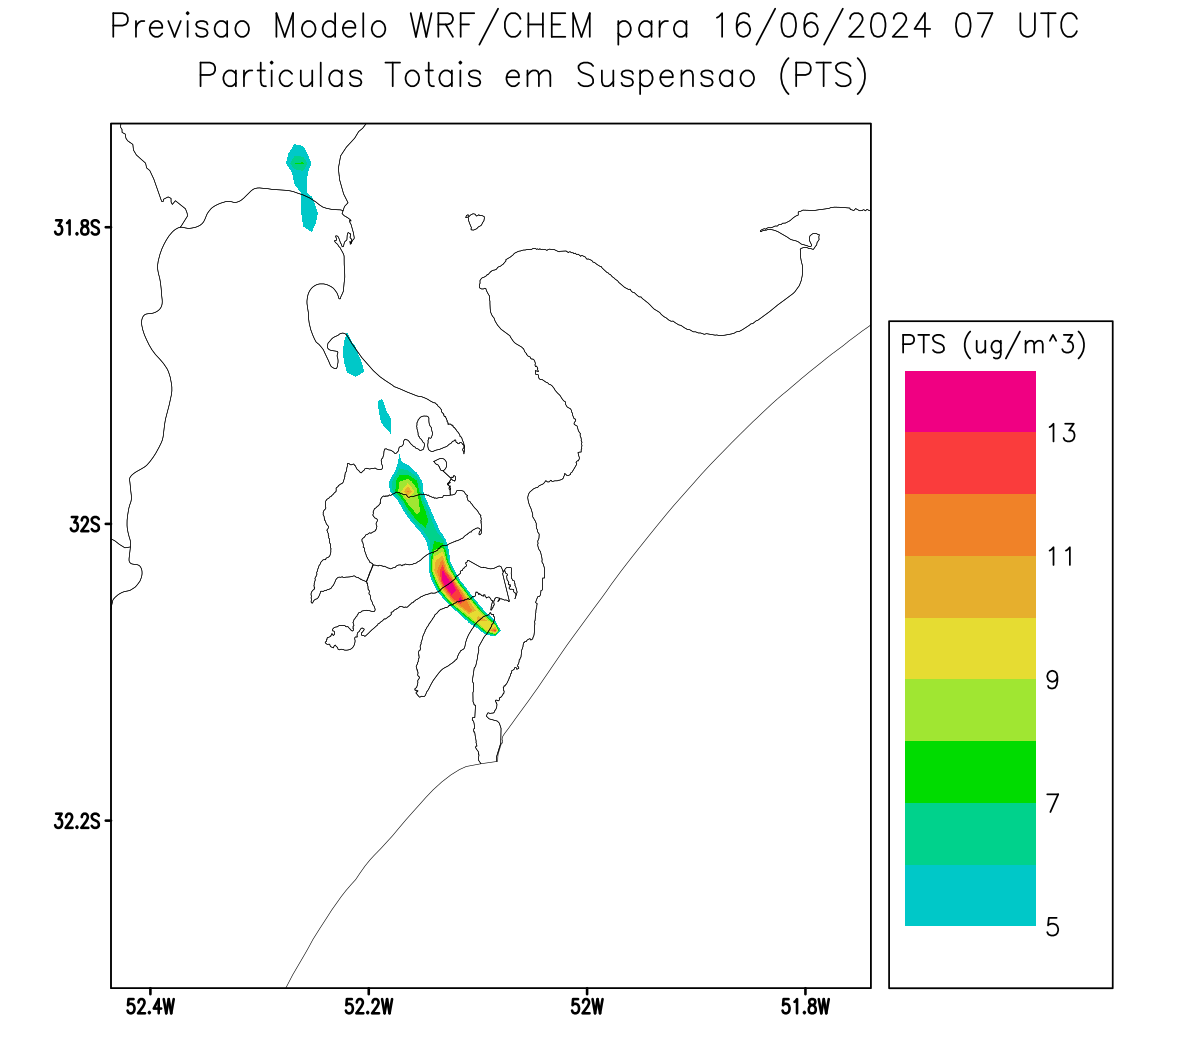 Previsao Modelo WRF/CHEM para 16/06/2024 07 UTC
Particulas Totais em Suspensao (PTS)
31.8S
32S
32.2S
52.4W
52.2W
52W
51.8W
PTS (ug/m^3)
13
11
9
7
5